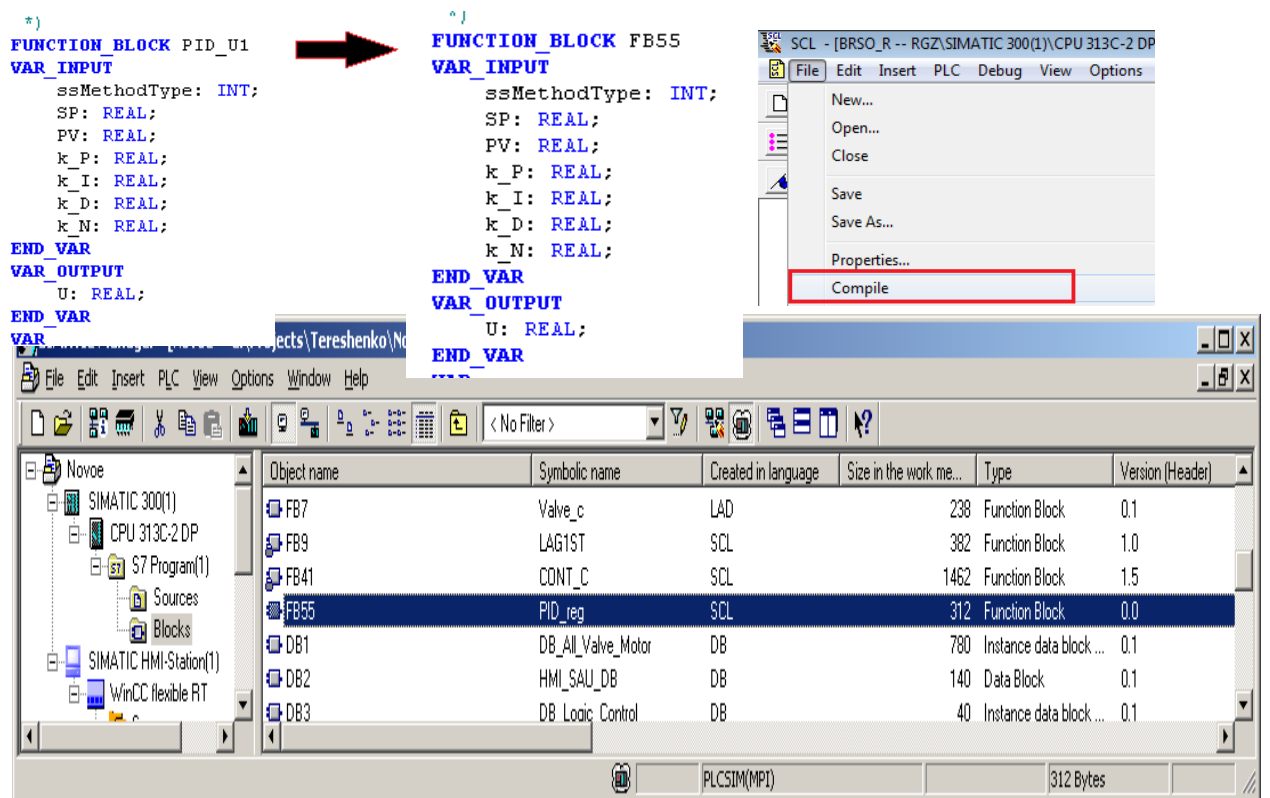 *)
FUNCTION_BLOCK PID_U1
VAR_INPUT
ssMethodType: INT;
SP: REAL;
PV: REAL;
k_P: REAL;
k_I: REAL;
k_D: REAL;
k_N: REAL;
END_VAR
VAR_OUTPUT
U: REAL;
END_VAR
VAR
*)
FUNCTION_BLOCK FB55
VAR_INPUT
ssMethodType: INT;
SP: REAL;
PV: REAL;
k_P: REAL;
k_I: REAL;
k_D: REAL;
k_N: REAL;
END_VAR
VAR_OUTPUT
U: REAL;
END_VAR
SCL - [BRSO_R -- RGZ\SIMATIC 300(1)\CPU 313C-2 DP
File Edit Insert PLC Debug View Options
New...
Open...
Close
Save
Save As...
Properties...
Compile
jects\Tereshenko\No
File Edit Insert PLC View Options Window Help
< No Filter >
Novoe
SIMATIC 300(1)
CPU 313C-2 DP
S7 Program(1)
Sources
Blocks
SIMATIC HMI-Station(1)
WinCC flexible RT
Object name Symbolic name Created in language Size in the work me... Type Version (Header)
FB7 Valve_c LAD 238 Function Block 0.1
FB9 LAG1ST SCL 382 Function Block 1.0
FB41 CONT_C SCL 1462 Function Block 1.5
FB55 PID_reg SCL 312 Function Block 0.0
DB1 DB_All_Valve_Motor DB 780 Instance data block ... 0.1
DB2 HMI_SAU_DB DB 140 Data Block 0.1
DB3 DB_Logic_Control DB 40 Instance data block ... 0.1
PLCSIM(MPI) 312 Bytes